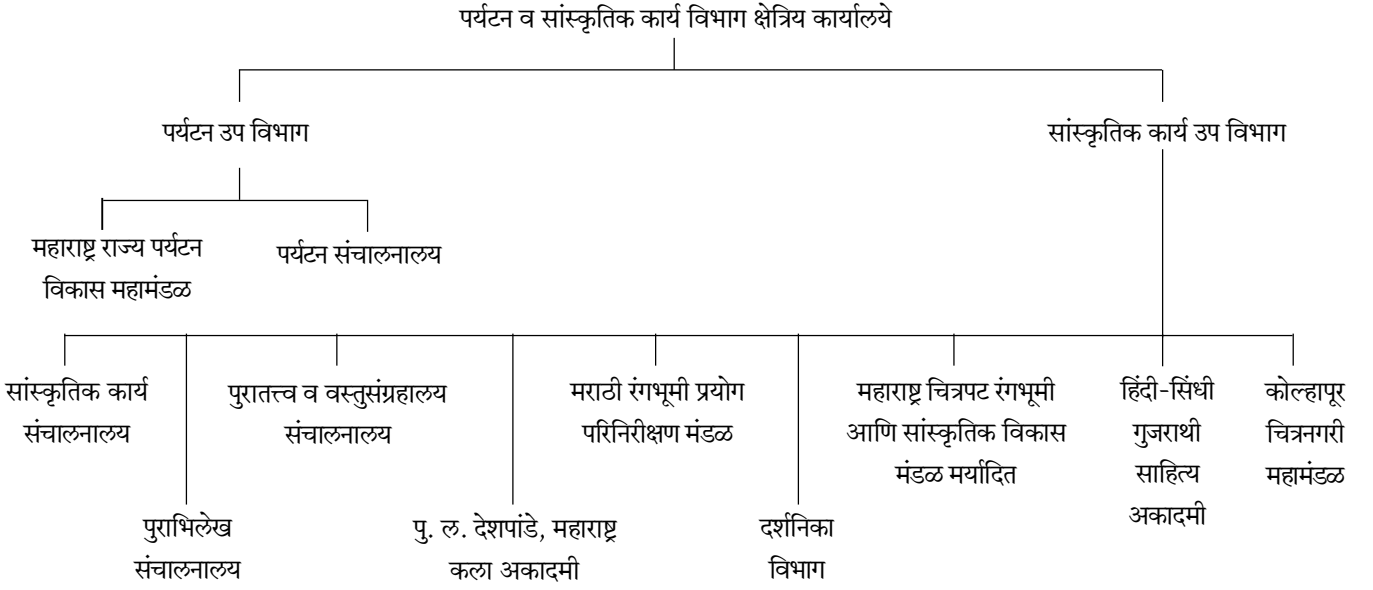 पर्यटन व सांस्कृतिक कार्य विभाग क्षेत्रिय कार्यालये
पर्यटन उप विभाग
सांस्कृतिक कार्य उप विभाग
महाराष्ट्र राज्य पर्यटन
विकास महामंडळ
पर्यटन संचालनालय
सांस्कृतिक कार्य
संचालनालय
पुराभिलेख
संचालनालय
पुरातत्त्व व वस्तुसंग्रहालय
संचालनालय
पु. ल. देशपांडे, महाराष्ट्र
कला अकादमी
मराठी रंगभूमी प्रयोग
परिनिरीक्षण मंडळ
दर्शनिका
विभाग
महाराष्ट्र चित्रपट रंगभूमी
आणि सांस्कृतिक विकास
मंडळ मर्यादित
हिंदी-सिंधी
गुजराथी
साहित्य
अकादमी
कोल्हापूर
चित्रनगरी
महामंडळ